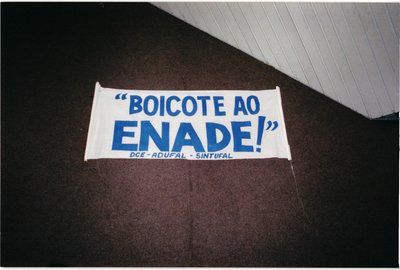 “BOICOTE AO
ENADE!”
DCE - ADUFAL - SINTUFAL